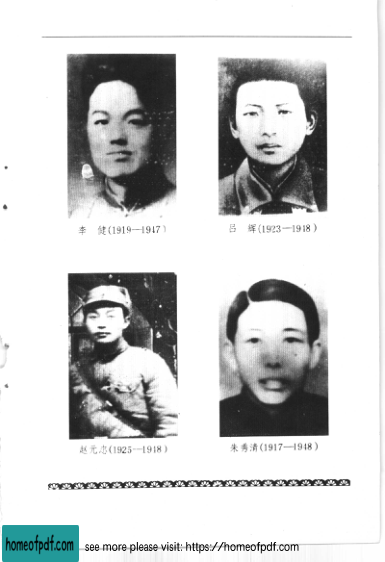 李 健(1919—1947)
吕 辉(1923—1948)
赵光忠(1925—1948)
朱秀清(1917—1948)
homeofpdf.com
see more please visit: https://homeofpdf.com